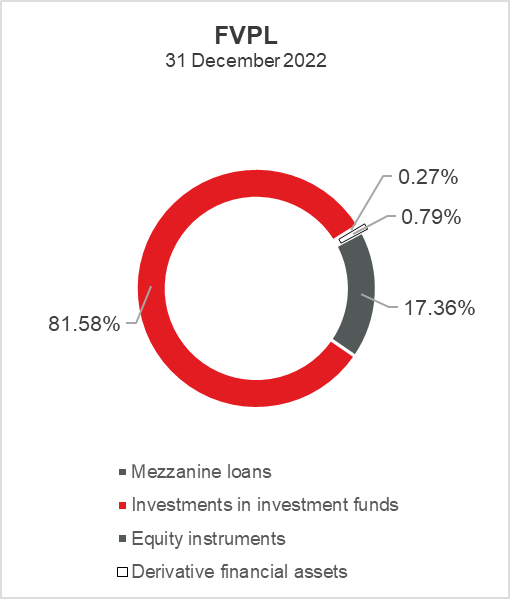 FVPL
31 December 2022
0.27%
0.79%
17.36%
81.58%
Mezzanine loans
Investments in investment funds
Equity instruments
Derivative financial assets